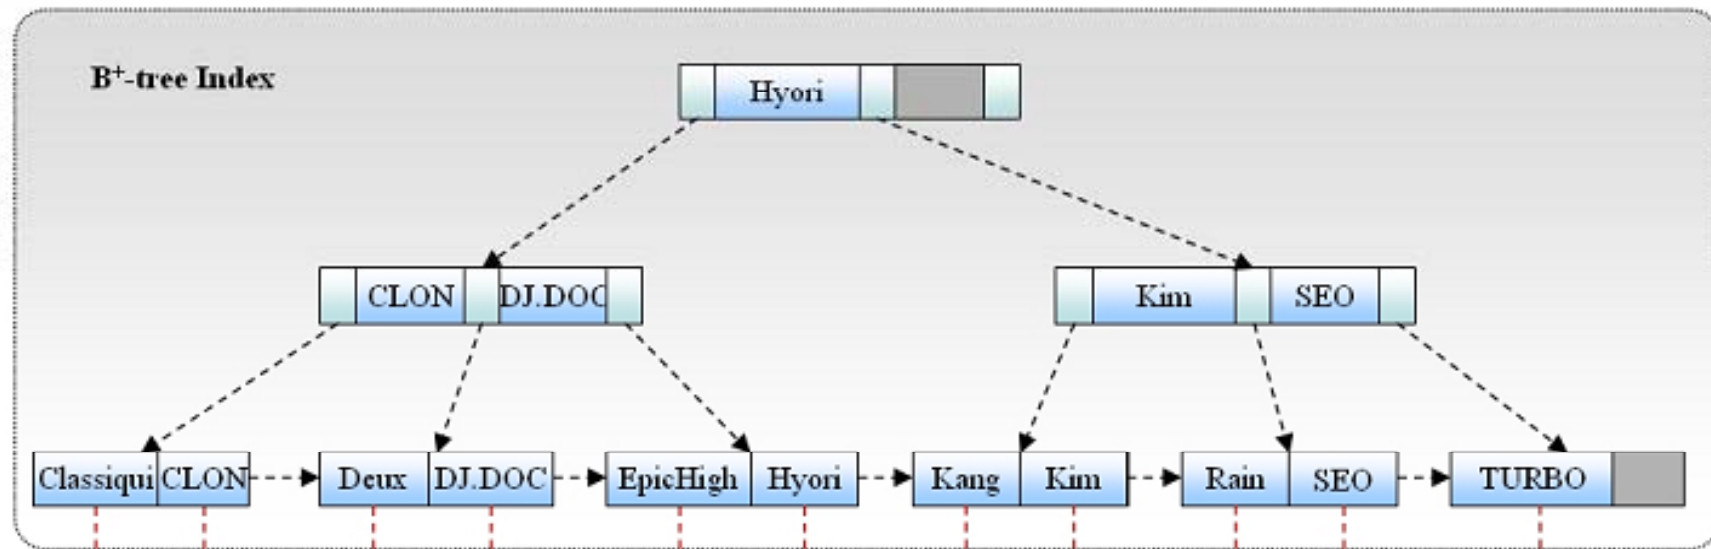 B+-tree Index
Hyori
CLON DJ.DOC Kim SEO
Classiqui CLON Deux DJ.DOC EpicHigh Hyori Kang Kim Rain SEO TURBO